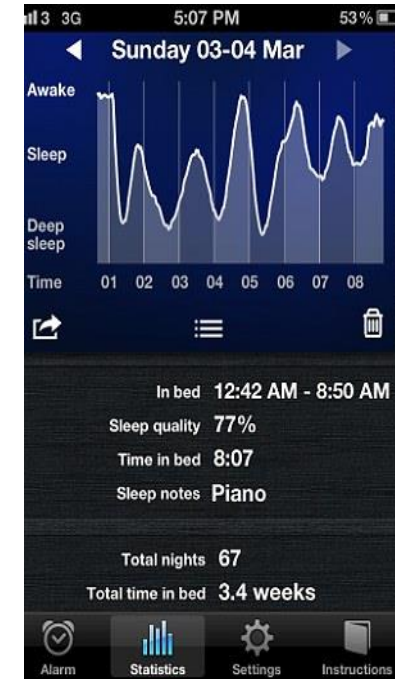 3 3G 5:07 PM 53%
Sunday 03-04 Mar
Awake
Sleep
Deep
sleep
Time 01 02 03 04 05 06 07 08
In bed 12:42 AM - 8:50 AM
Sleep quality 77%
Time in bed 8:07
Sleep notes Piano
Total nights 67
Total time in bed 3.4 weeks
Alarm Statistics Settings Instructions